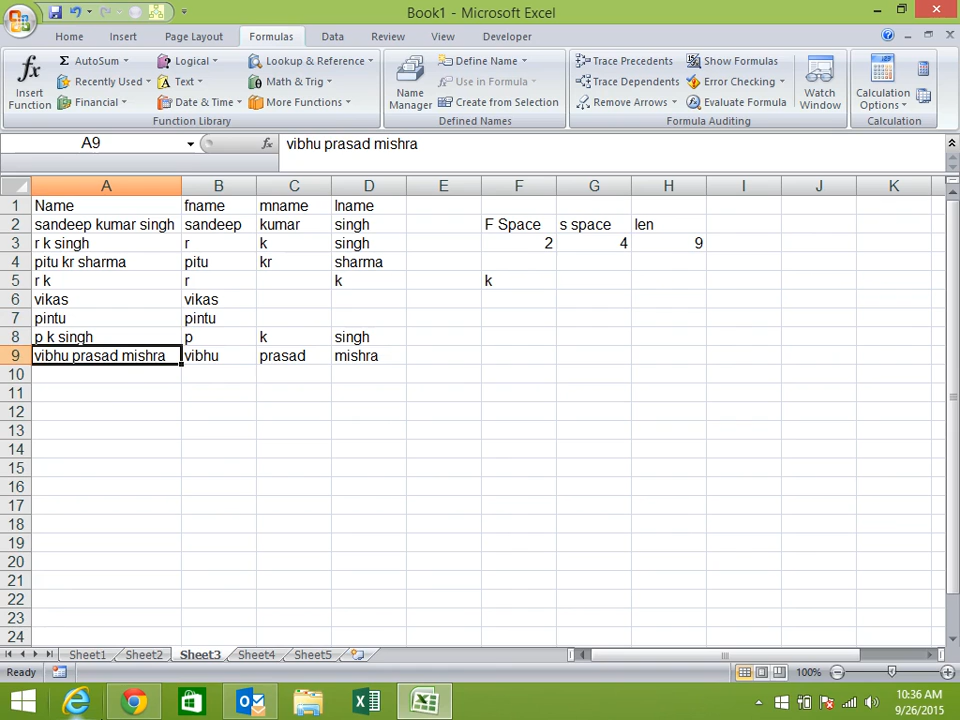 Book1 - Microsoft Excel
Home Insert Page Layout Formulas Data Review View Developer
fx Insert Function
Σ AutoSum Logical Lookup & Reference
Recently Used Text Math & Trig
Financial Date & Time More Functions
Function Library
Name Manager
Define Name
Use in Formula
Create from Selection
Defined Names
Trace Precedents Show Formulas
Trace Dependents Error Checking
Remove Arrows Evaluate Formula
Formula Auditing
Watch Window
Calculation Options
Calculation
A9 fx vibhu prasad mishra
A B C D E F G H I J K
1 Name fname mname lname
2 sandeep kumar singh sandeep kumar singh F Space s space len
3 r k singh r k singh 2 4 9
4 pitu kr sharma pitu kr sharma
5 r k r k k
6 vikas vikas
7 pintu pintu
8 p k singh p k singh
9 vibhu prasad mishra vibhu prasad mishra
10
11
12
13
14
15
16
17
18
19
20
21
22
23
24
Sheet1 Sheet2 Sheet3 Sheet4 Sheet5
Ready 100%
10:36 AM
9/26/2015